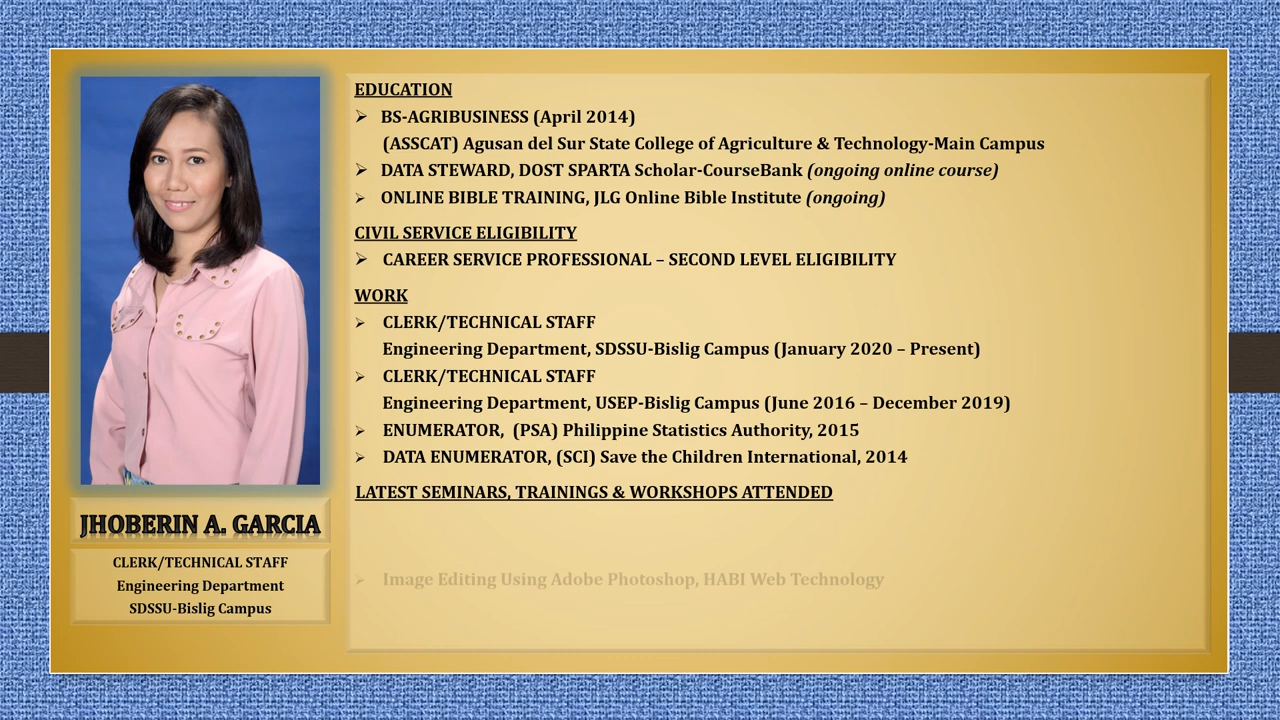 EDUCATION
➢ BS-AGRIBUSINESS (April 2014)
(ASSCAT) Agusan del Sur State College of Agriculture & Technology-Main Campus
➢ DATA STEWARD, DOST SPARTA Scholar-CourseBank (ongoing online course)
➢ ONLINE BIBLE TRAINING, JLG Online Bible Institute (ongoing)
CIVIL SERVICE ELIGIBILITY
➢ CAREER SERVICE PROFESSIONAL – SECOND LEVEL ELIGIBILITY
WORK
➢ CLERK/TECHNICAL STAFF
Engineering Department, SDSSU-Bislig Campus (January 2020 – Present)
➢ CLERK/TECHNICAL STAFF
Engineering Department, USEP-Bislig Campus (June 2016 – December 2019)
➢ ENUMERATOR, (PSA) Philippine Statistics Authority, 2015
➢ DATA ENUMERATOR, (SCI) Save the Children International, 2014
LATEST SEMINARS, TRAININGS & WORKSHOPS ATTENDED
➢ Image Editing Using Adobe Photoshop, HABI Web Technology
JHOBERIN A. GARCIA
CLERK/TECHNICAL STAFF
Engineering Department
SDSSU-Bislig Campus